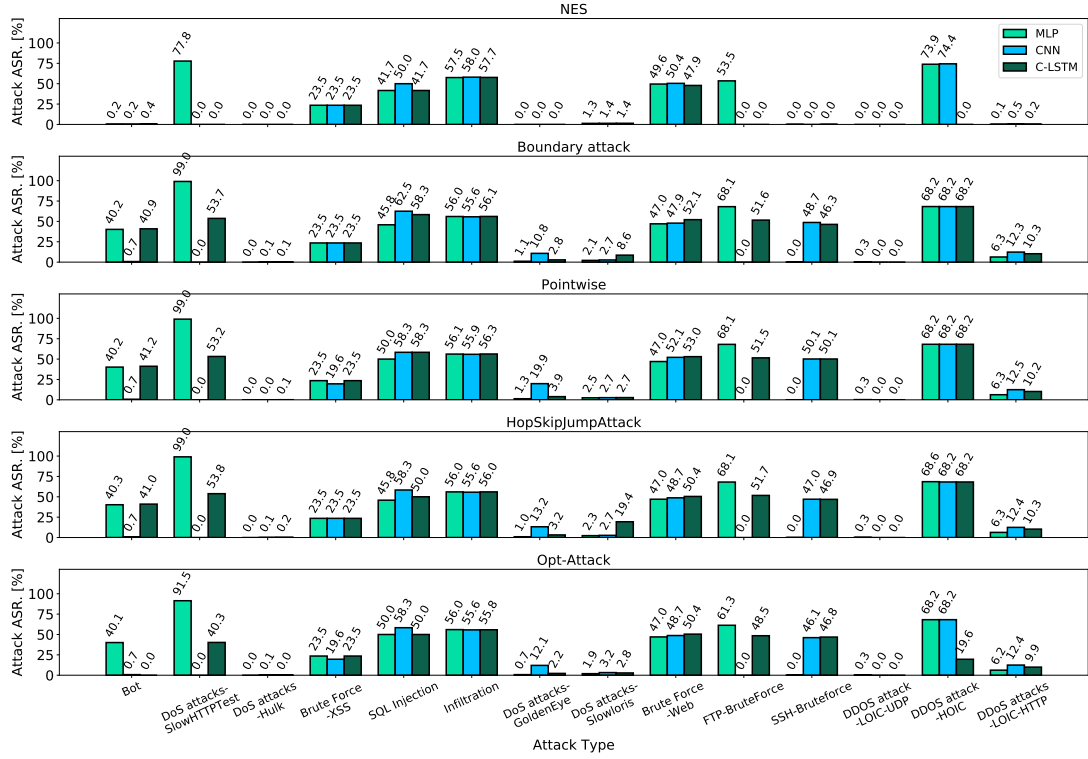 NES
Attack ASR. [%]
100
75
50
25
0
0.2 0.2 0.4 77.8 0.0 0.0 0.0 0.0 0.0 23.5 23.5 23.5 41.7 50.0 41.7 57.5 58.0 57.7 0.0 0.0 0.0 1.3 1.4 1.4 49.6 50.4 47.9 53.5 0.0 0.0 0.0 0.0 0.0 0.0 0.0 0.0 73.9 74.4 0.0 0.1 0.5 0.2
MLP
CNN
C-LSTM
Boundary attack
Attack ASR. [%]
100
75
50
25
0
40.2 0.7 40.9 99.0 0.0 53.7 0.0 0.1 0.1 23.5 23.5 23.5 45.8 62.5 58.3 56.0 55.6 56.1 1.1 10.8 2.8 2.1 2.7 8.6 47.0 47.9 52.1 68.1 0.0 51.6 0.0 48.7 46.3 0.3 0.0 0.0 68.2 68.2 68.2 6.3 12.3 10.3
Pointwise
Attack ASR. [%]
100
75
50
25
0
40.2 0.7 41.2 99.0 0.0 53.2 0.0 0.0 0.1 23.5 19.6 23.5 50.0 58.3 58.3 56.1 55.9 56.3 1.3 19.9 3.9 2.5 2.7 2.7 47.0 52.1 53.0 68.1 0.0 51.5 0.0 50.1 50.1 0.3 0.0 0.0 68.2 68.2 68.2 6.3 12.5 10.2
HopSkipJumpAttack
Attack ASR. [%]
100
75
50
25
0
40.3 0.7 41.0 99.0 0.0 53.8 0.0 0.1 0.2 23.5 23.5 23.5 45.8 58.3 50.0 56.0 55.6 56.0 1.0 13.2 3.2 2.3 2.7 19.4 47.0 48.7 50.4 68.1 0.0 51.7 0.0 47.0 46.9 0.3 0.0 0.0 68.6 68.2 68.2 6.3 12.4 10.3
Opt-Attack
Attack ASR. [%]
100
75
50
25
0
40.1 0.7 0.0 91.5 0.0 40.3 0.0 0.1 0.0 23.5 19.6 23.5 50.0 58.3 50.0 56.0 55.6 55.8 0.7 12.1 2.2 1.9 3.2 2.8 47.0 48.7 50.4 61.3 0.0 48.5 0.0 46.1 46.8 0.3 0.0 0.0 68.2 68.2 19.6 6.2 12.4 9.9
Bot
DoS attacks-
SlowHTTPTest
DoS attacks
-Hulk
Brute Force
-XSS
SQL Injection
Infiltration
DoS attacks-
GoldenEye
DoS attacks-
Slowloris
Brute Force
-Web
FTP-BruteForce
SSH-Bruteforce
DDOS attack
-LOIC-UDP
DDOS attack
-HOIC
DDoS attacks
-LOIC-HTTP
Attack Type